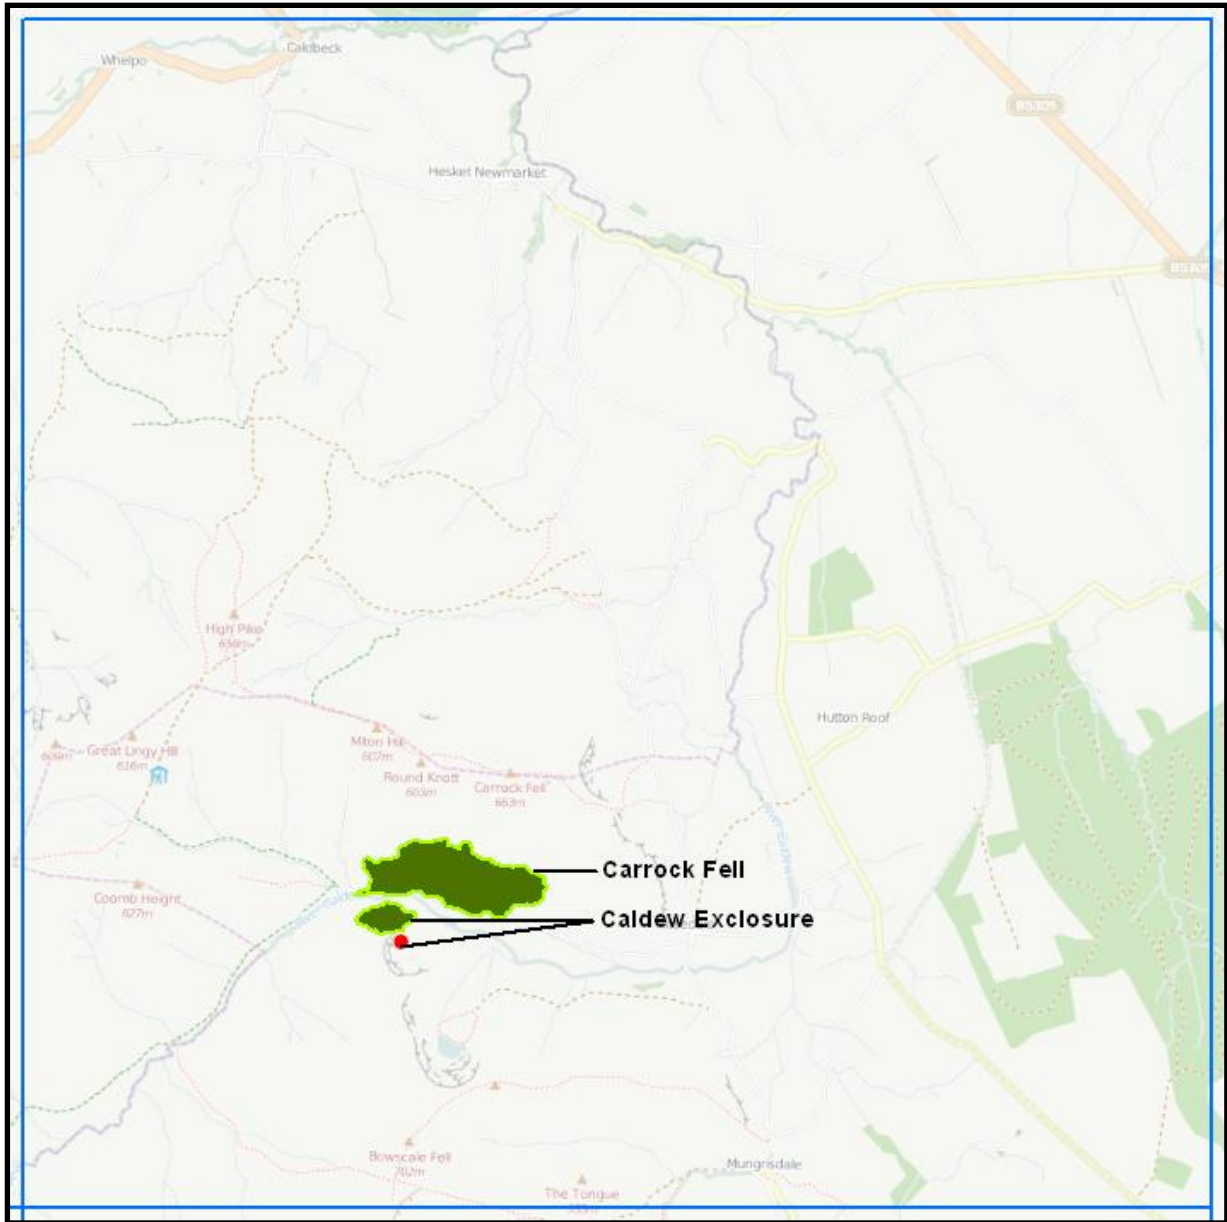 Caldbeck
Whelpo
B5305
Hesket Newmarket
B5305
High Pike
658m
Hutton Roof
Miton Hill
607m
Great Lingy Hill
616m
609m
Round Knott
603m
Carrock Fell
663m
Carrock Fell
Coomb Height
627m
Caldew Exclosure
Bowscale Fell
702m
Mungrisdale
The Tongue